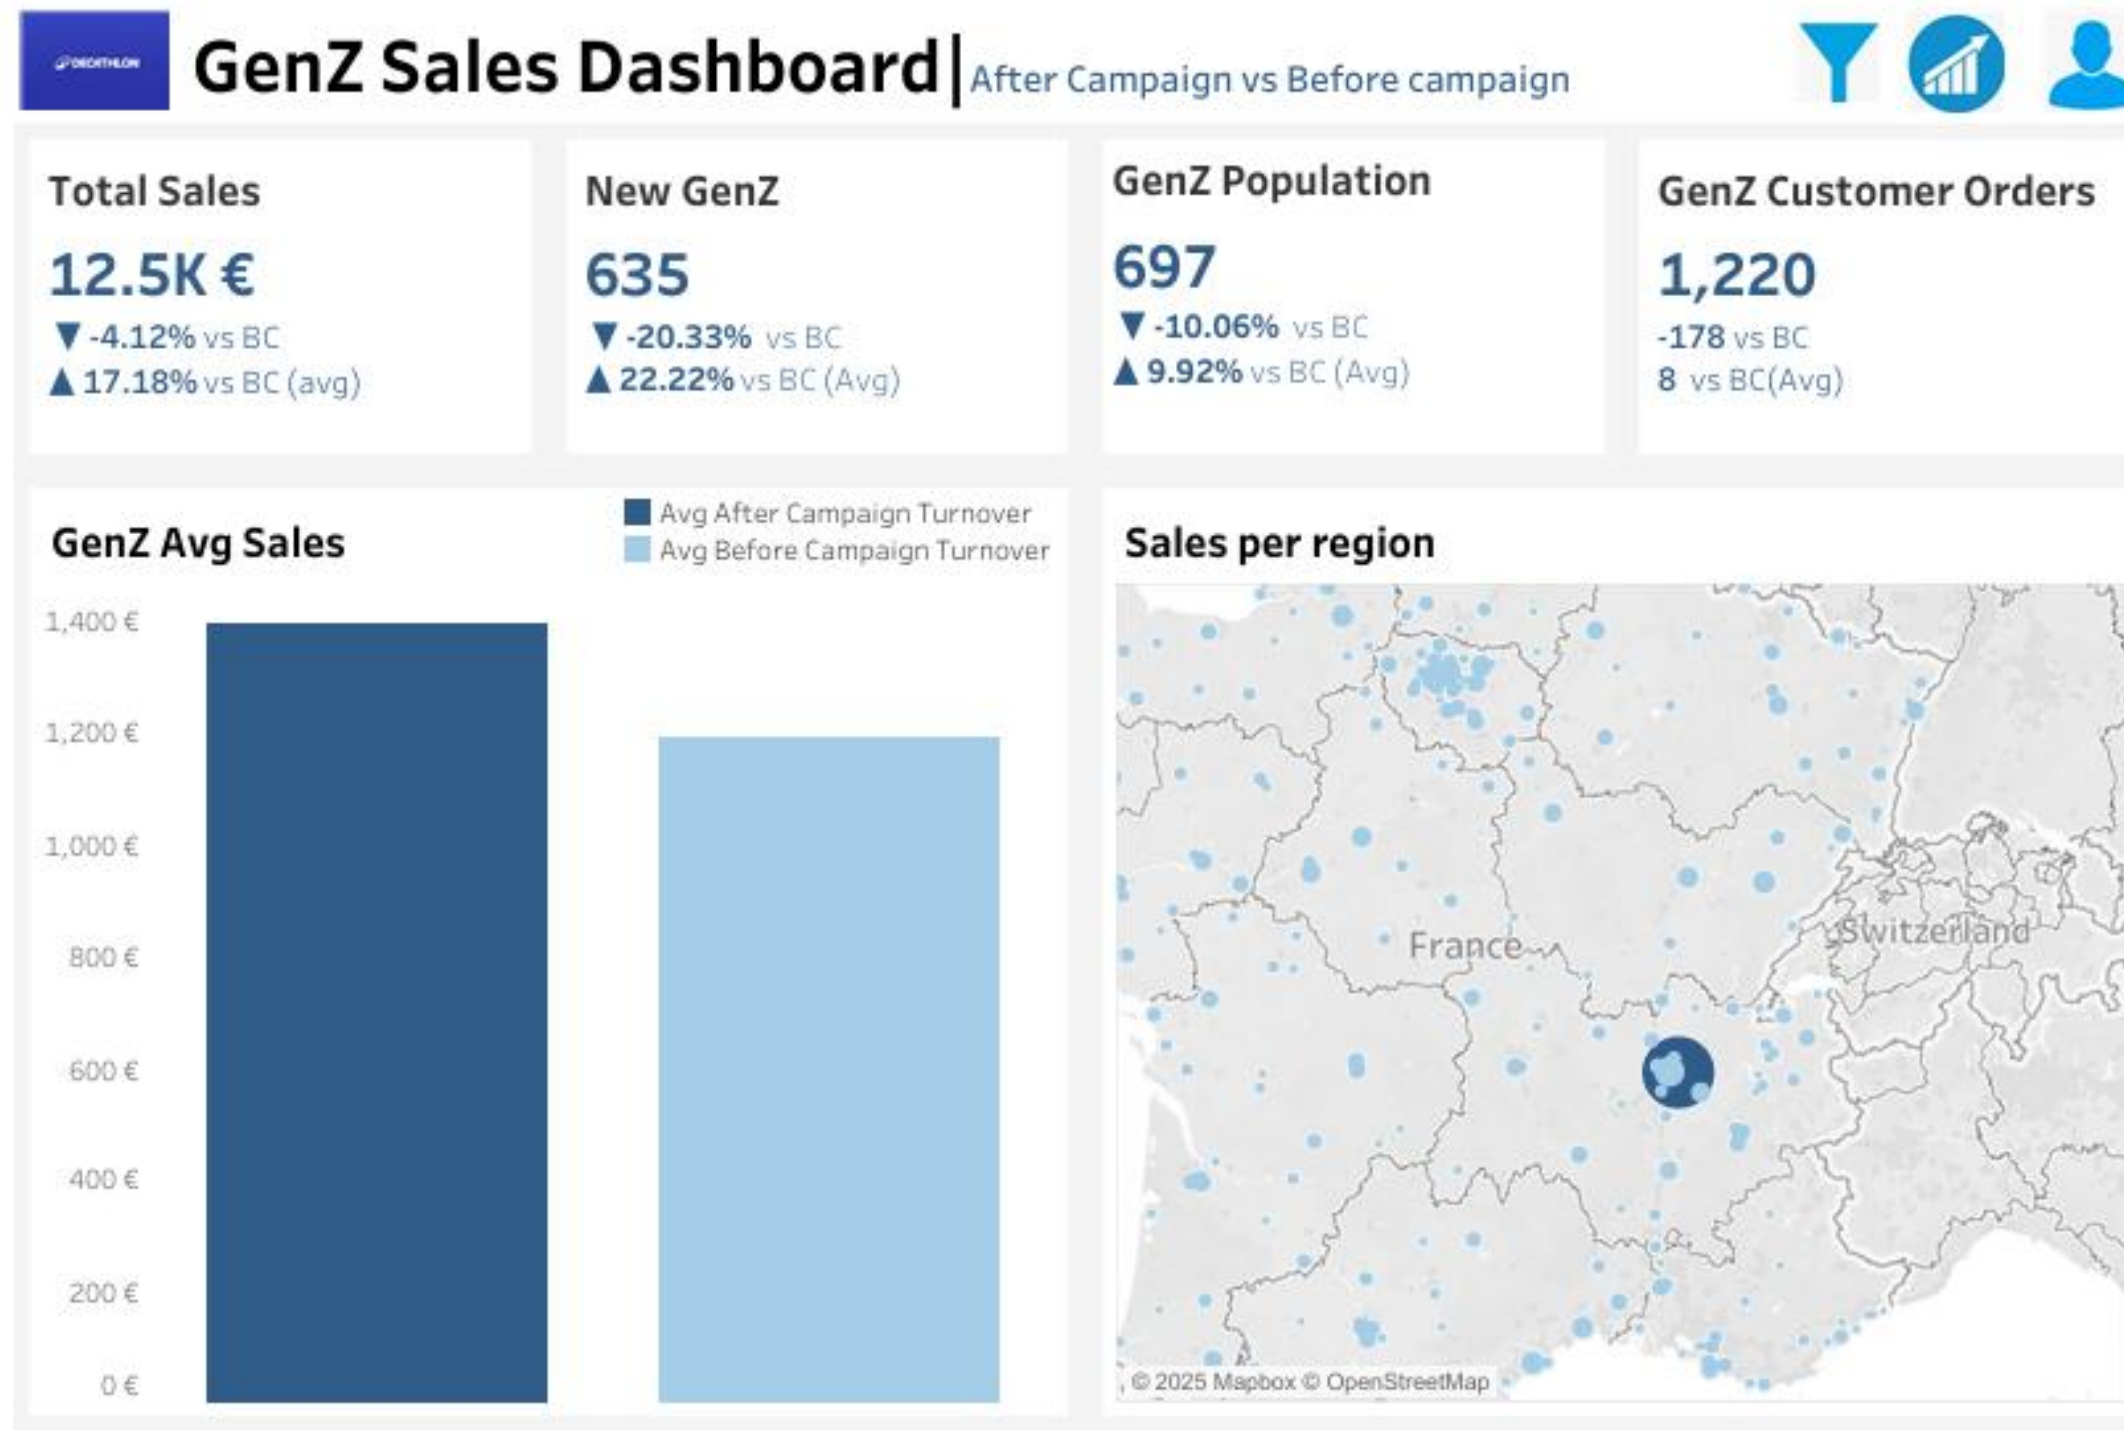 DECATHLON
GenZ Sales Dashboard| After Campaign vs Before campaign
Total Sales
12.5K €
▼ -4.12% vs BC
▲ 17.18% vs BC (avg)
New GenZ
635
▼ -20.33% vs BC
▲ 22.22% vs BC (Avg)
GenZ Population
697
▼ -10.06% vs BC
▲ 9.92% vs BC (Avg)
GenZ Customer Orders
1,220
-178 vs BC
8 vs BC(Avg)
GenZ Avg Sales
Avg After Campaign Turnover
Avg Before Campaign Turnover
1,400 €
1,200 €
1,000 €
800 €
600 €
400 €
200 €
0 €
Sales per region
France
Switzerland
© 2025 Mapbox © OpenStreetMap